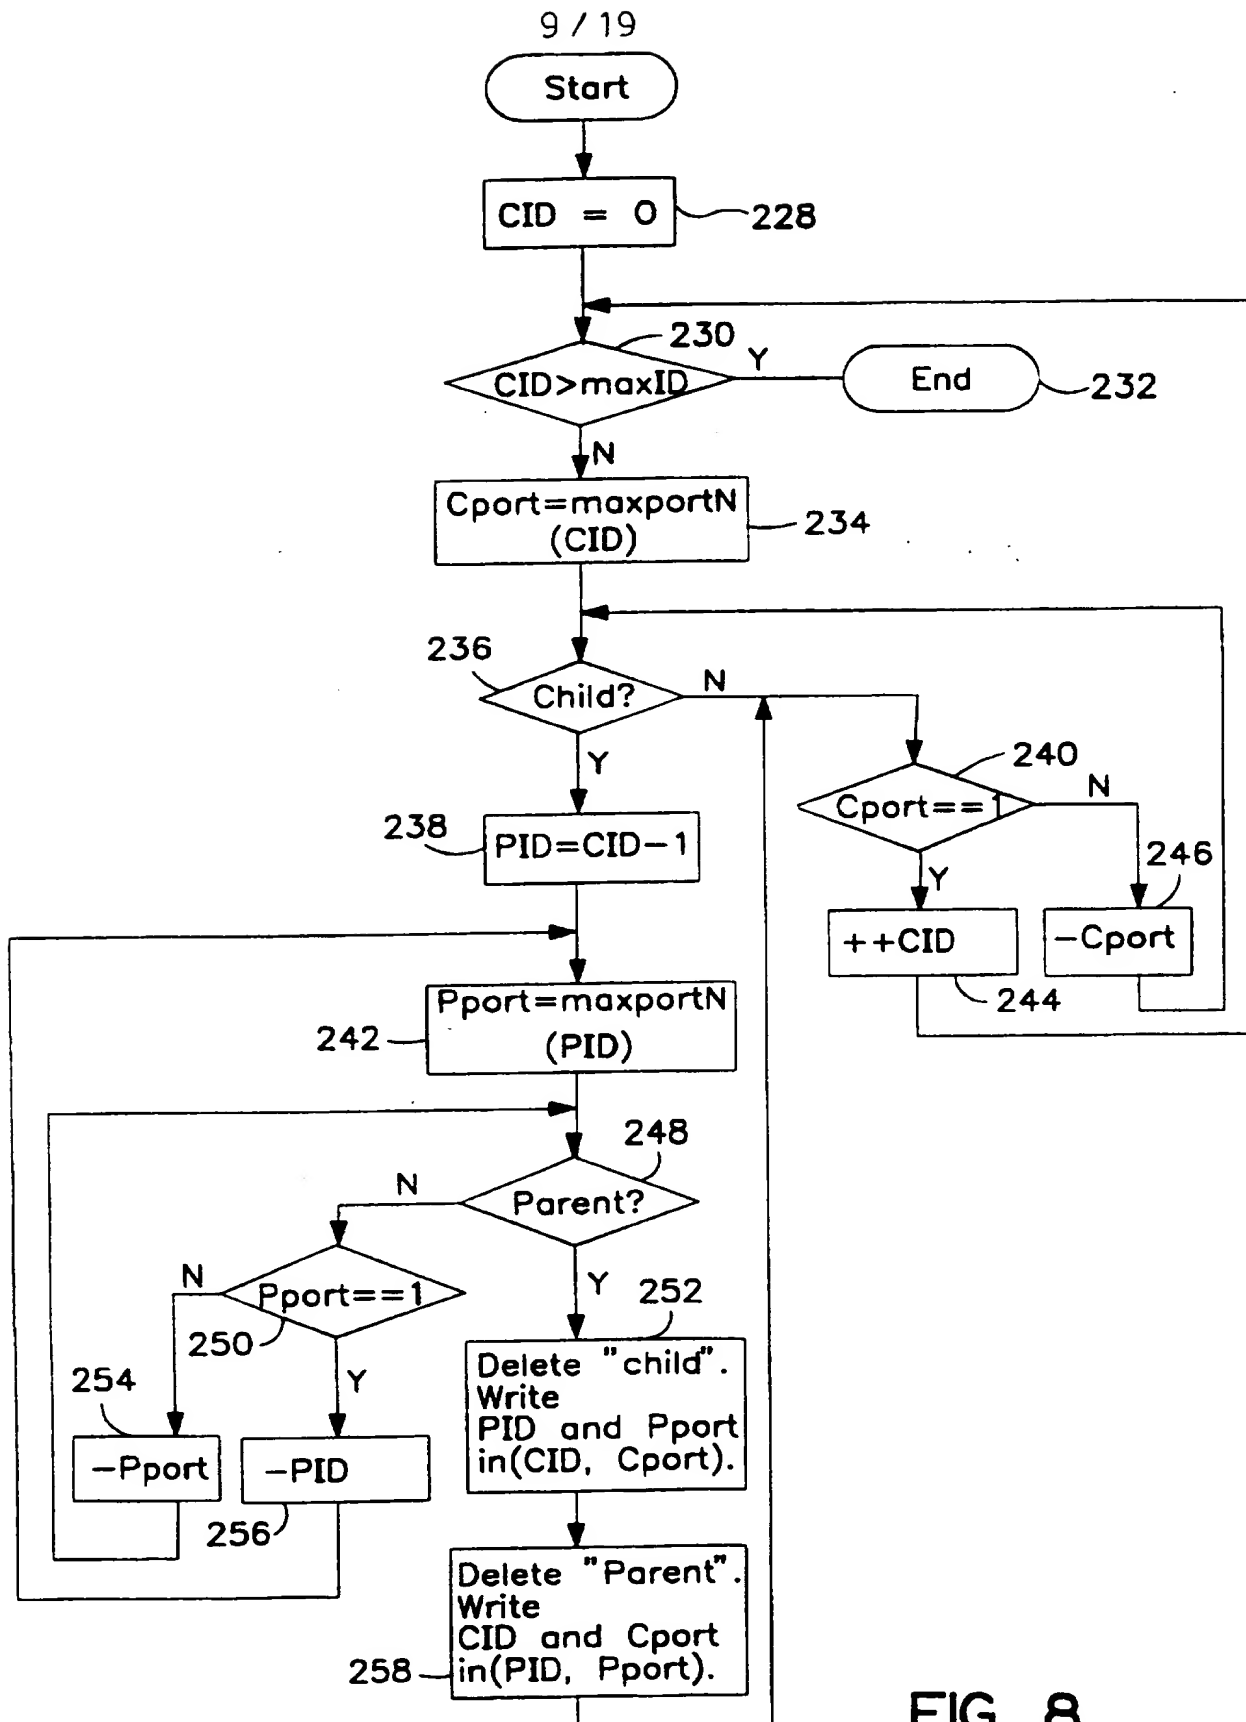 9 / 19
Start
CID = 0
228
230
CID>maxID
Y
End
232
N
Cport=maxportN
(CID)
234
236
Child?
N
Y
240
Cport==1
N
Y
238
PID=CID-1
246
++CID
-Cport
244
Pport=maxportN
(PID)
242
248
Parent?
N
Y
Pport==1
N
250
Y
252
Delete "child".
Write
PID and Pport
in(CID, Cport).
254
-Pport
-PID
256
Delete "Parent".
Write
CID and Cport
in(PID, Pport).
258
FIG. 8